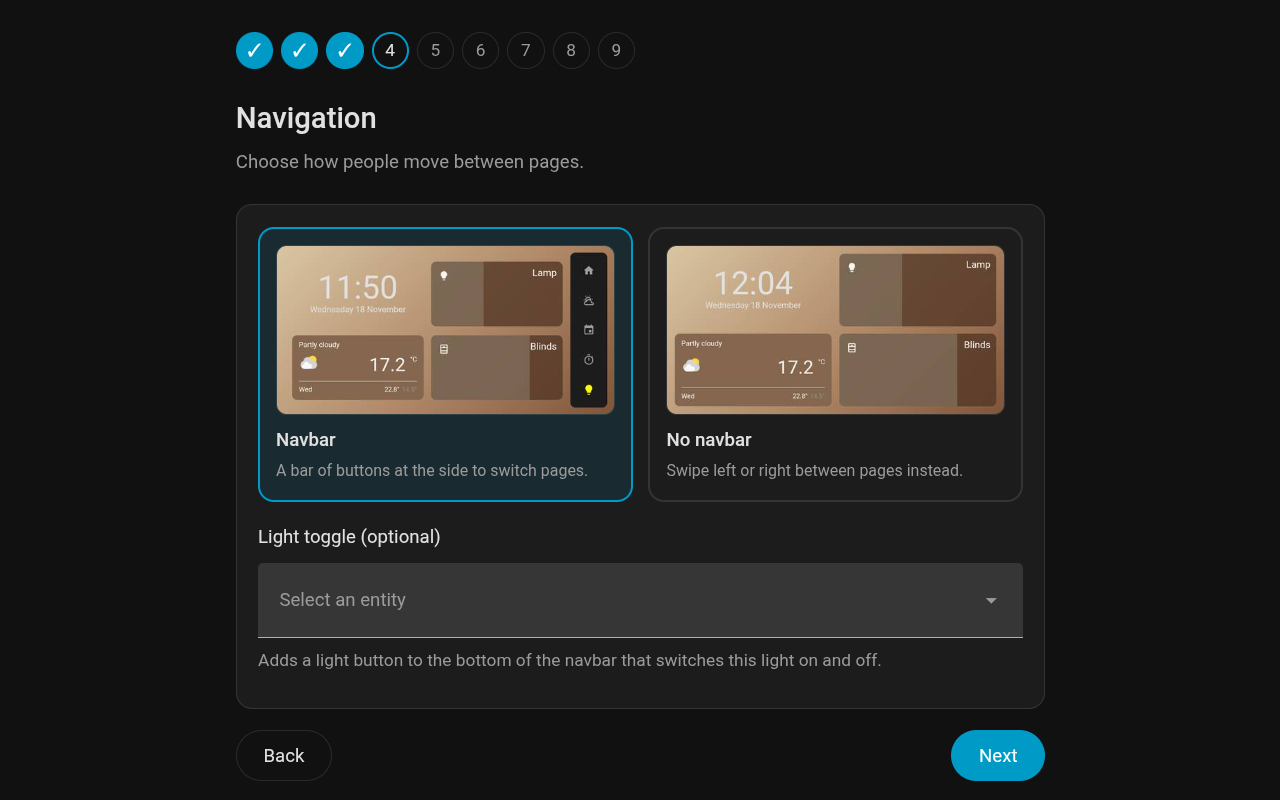 ✓ ✓ ✓ 4 5 6 7 8 9
Navigation
Choose how people move between pages.
11:50
Wednesday 18 November
Lamp
Partly cloudy
17.2 °C
Wed 22.8°
Blinds
Navbar
A bar of buttons at the side to switch pages.
12:04
Wednesday 18 November
Lamp
Partly cloudy
17.2 °C
Wed 22.8°
Blinds
No navbar
Swipe left or right between pages instead.
Light toggle (optional)
Select an entity
Adds a light button to the bottom of the navbar that switches this light on and off.
Back
Next